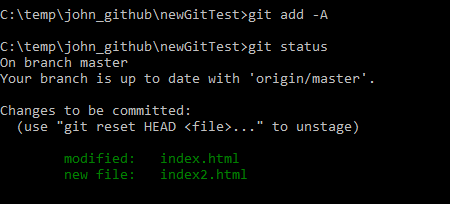 C:\temp\john_github\newGitTest>git add -A
C:\temp\john_github\newGitTest>git status
On branch master
Your branch is up to date with 'origin/master'.
Changes to be committed:
(use "git reset HEAD <file>..." to unstage)
modified:   index.html
new file:   index2.html